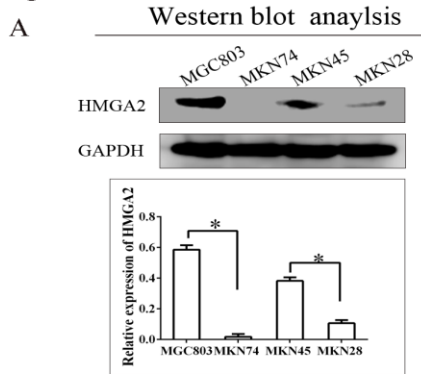 Western blot anaylsis
A
MGC803 MKN74 MKN45 MKN28
HMGA2
GAPDH
Relative expression of HMGA2
0.8
*
0.6
*
0.4
0.2
0.0
MGC803 MKN74 MKN45 MKN28